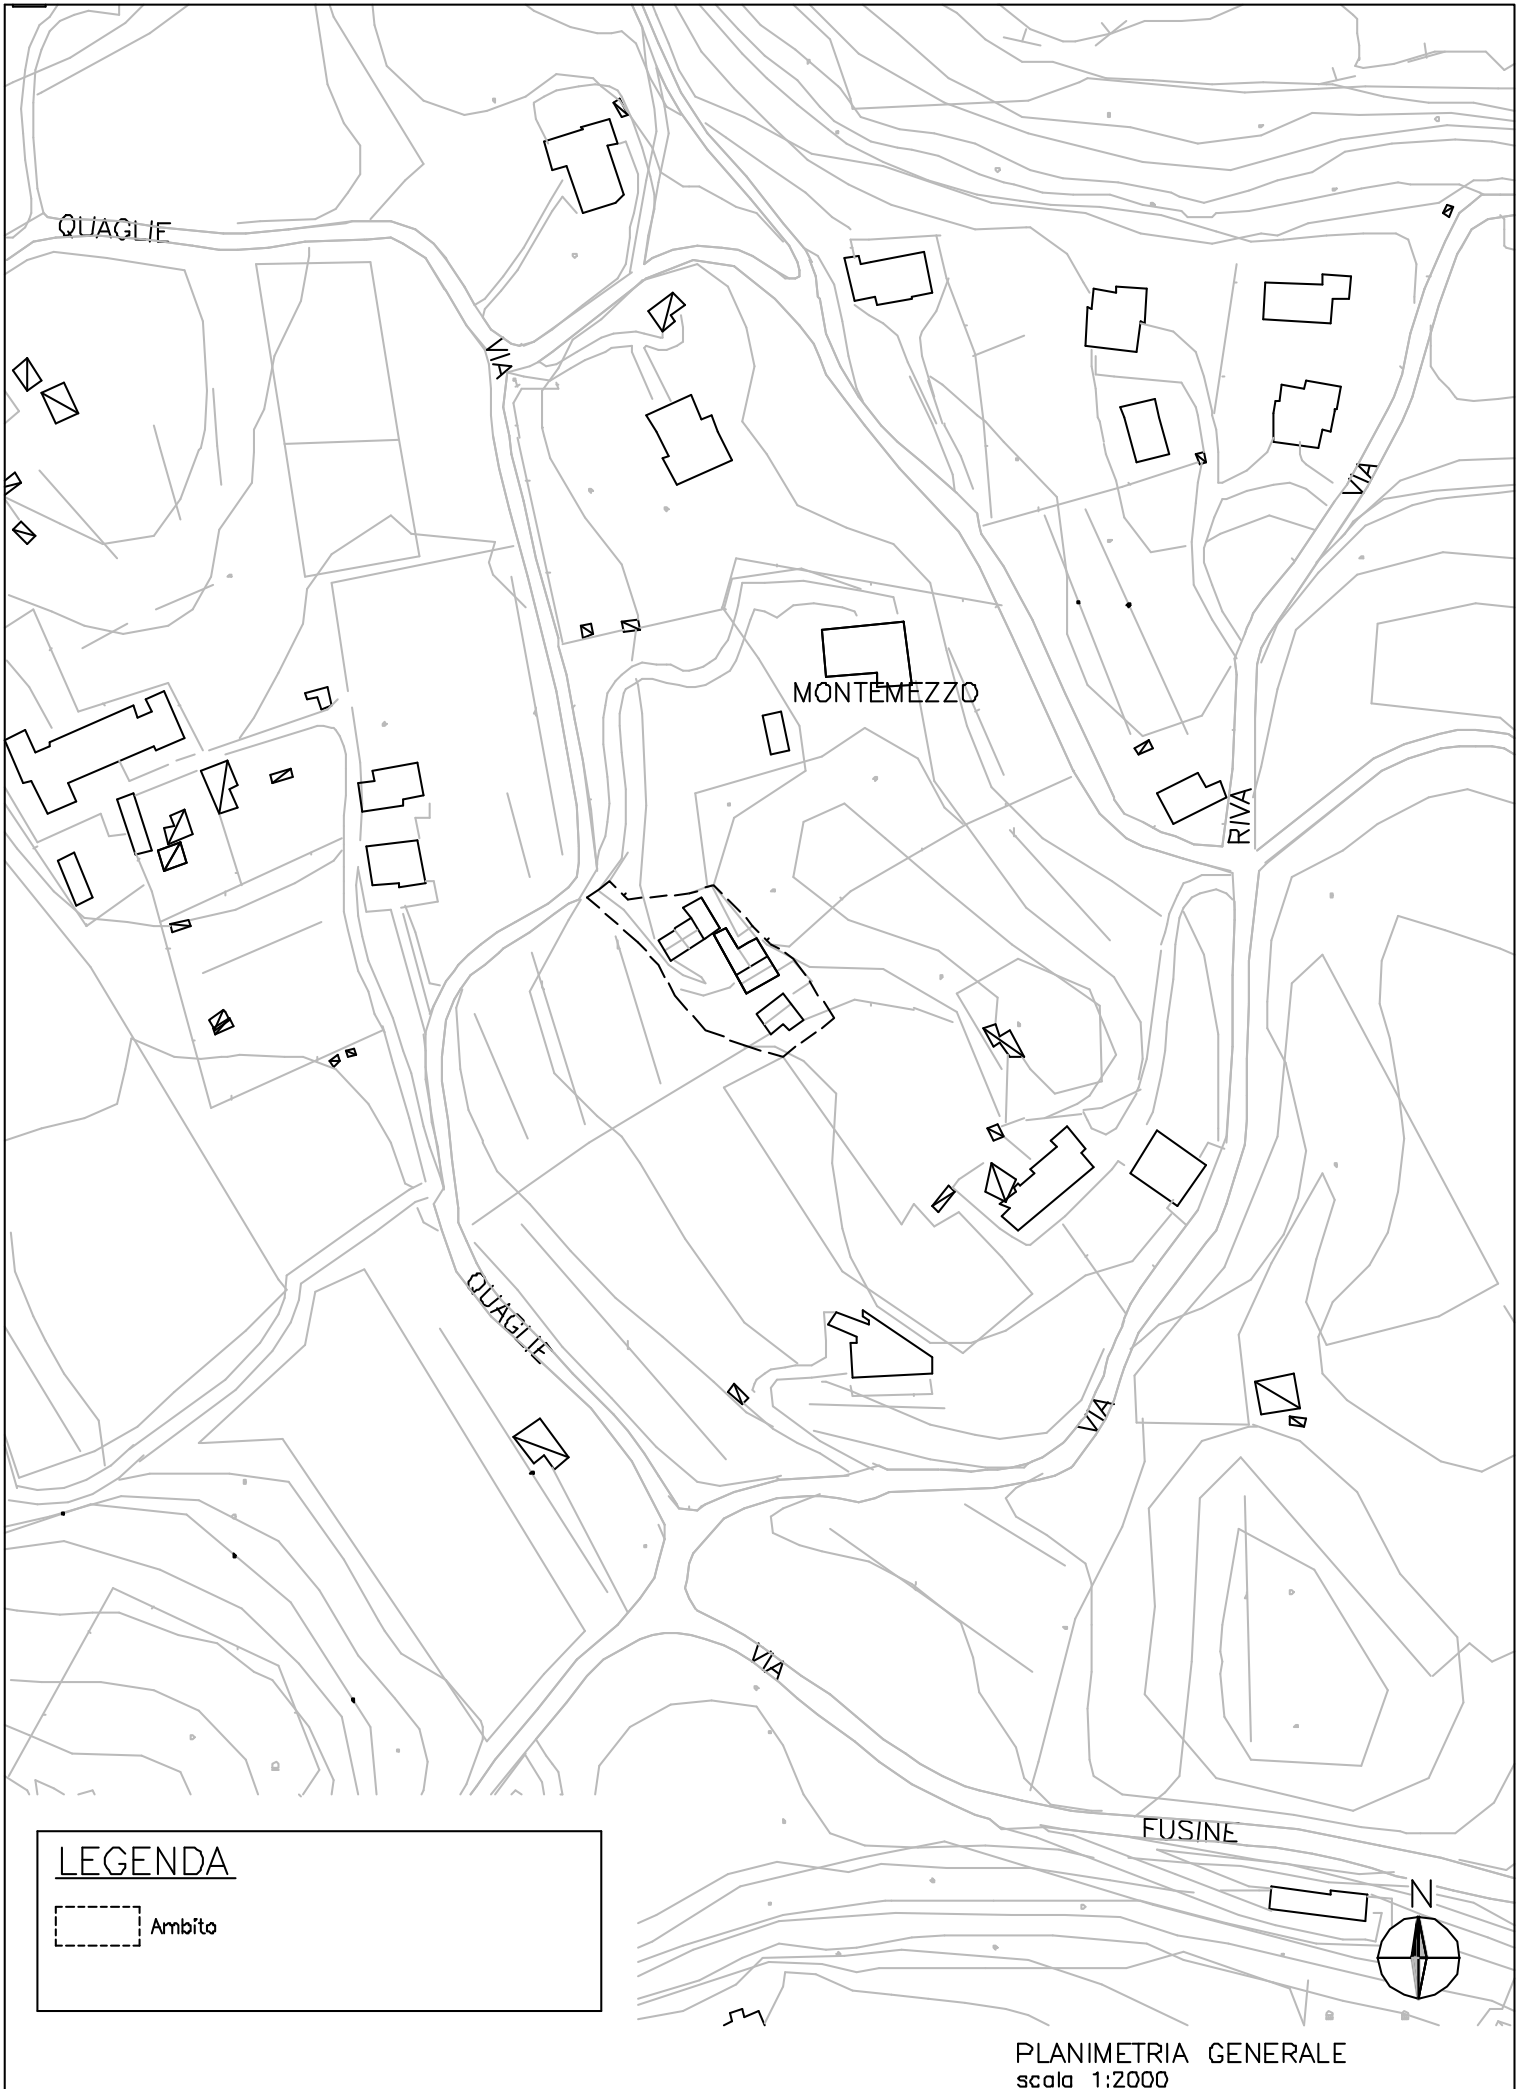 QUAGLIE
VIA
VIA
MONTEMEZZO
RIVA
QUAGLIE
VIA
VIA
FUSINE
LEGENDA
Ambito
N
PLANIMETRIA GENERALE
scala 1:2000